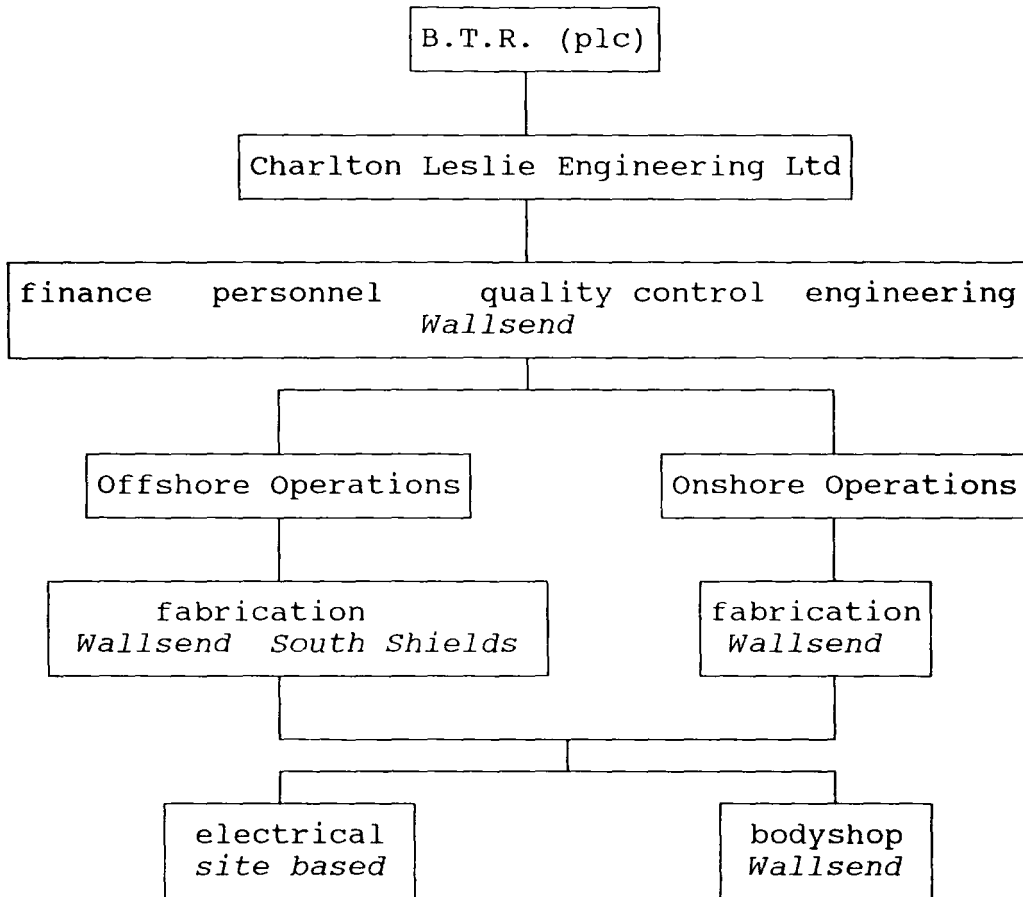 B.T.R. (plc)
Charlton Leslie Engineering Ltd
finance personnel quality control engineering
Wallsend
Offshore Operations
Onshore Operations
fabrication
Wallsend South Shields
fabrication
Wallsend
electrical
site based
bodyshop
Wallsend